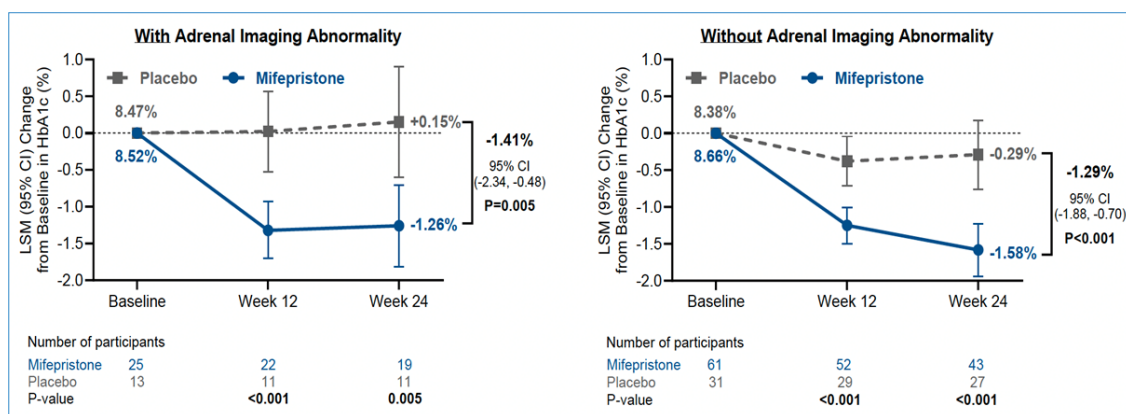 With Adrenal Imaging Abnormality
Placebo Mifepristone
LSM (95% CI) Change
from Baseline in HbA1c (%)
1.0
0.5
0.0
-0.5
-1.0
-1.5
-2.0
8.47%
8.52%
+0.15%
-1.26%
-1.41%
95% CI
(-2.34, -0.48)
P=0.005
Baseline Week 12 Week 24
Number of participants
Mifepristone 25 22 19
Placebo 13 11 11
P-value <0.001 0.005
Without Adrenal Imaging Abnormality
Placebo Mifepristone
LSM (95% CI) Change
from Baseline in HbA1c (%)
1.0
0.5
0.0
-0.5
-1.0
-1.5
-2.0
8.38%
8.66%
-0.29%
-1.58%
-1.29%
95% CI
(-1.88, -0.70)
P<0.001
Baseline Week 12 Week 24
Number of participants
Mifepristone 61 52 43
Placebo 31 29 27
P-value <0.001 <0.001